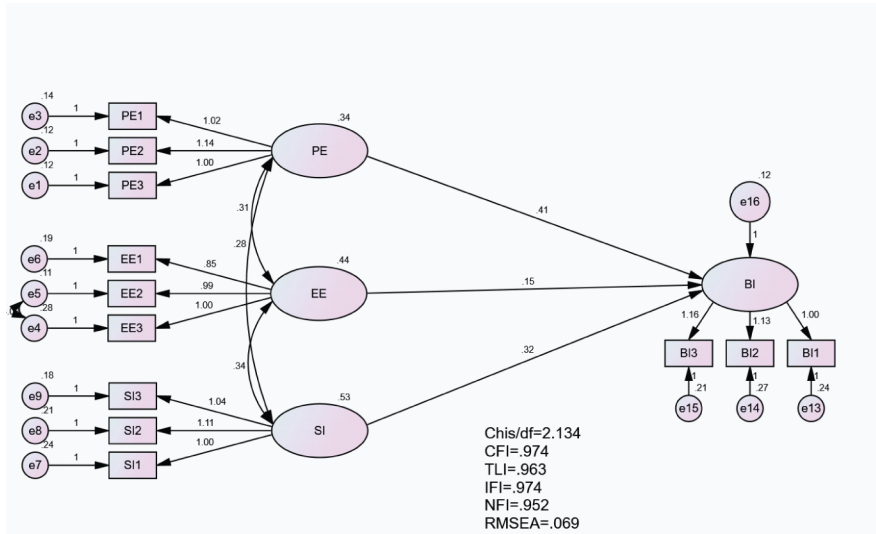 .14
e3 1 PE1
1.02
.34
.12
e2 1 PE2
1.14
PE
.12
1.00
e1 1 PE3
.12
.31
.41
e16
1
.28
.19
e6 1 EE1
.85
.44
.11
e5 1 EE2
.99
EE
.15
BI
.28
1.00
e4 1 EE3
1.16 1.13 1.00
.34
.32
BI3 BI2 BI1
1 1 1
.21 .27 .24
e15 e14 e13
.18
e9 1 SI3
1.04
.53
.21
e8 1 SI2
1.11
SI
.24
1.00
e7 1 SI1
Chis/df=2.134
CFI=.974
TLI=.963
IFI=.974
NFI=.952
RMSEA=.069